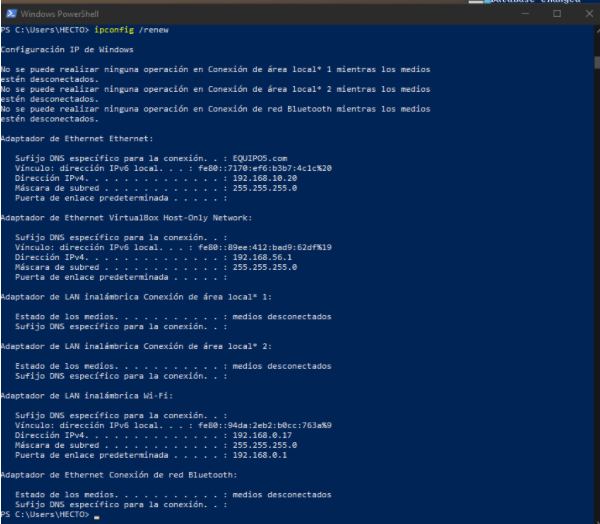 Database Changed
Windows PowerShell
PS C:\Users\HECTO> ipconfig /renew
Configuración IP de Windows
No se puede realizar ninguna operación en Conexión de área local* 1 mientras los medios
estén desconectados.
No se puede realizar ninguna operación en Conexión de área local* 2 mientras los medios
estén desconectados.
No se puede realizar ninguna operación en Conexión de red Bluetooth mientras los medios
estén desconectados.
Adaptador de Ethernet Ethernet:
Sufijo DNS específico para la conexión. . : EQUIPO5.com
Vínculo: dirección IPv6 local. . . : fe80::7170:ef6:b3b7:4c1c%20
Dirección IPv4. . . . . . . . . . . . . . : 192.168.10.20
Máscara de subred . . . . . . . . . . . . : 255.255.255.0
Puerta de enlace predeterminada . . . . . :
Adaptador de Ethernet VirtualBox Host-Only Network:
Sufijo DNS específico para la conexión. . :
Vínculo: dirección IPv6 local. . . : fe80::89ee:412:bad9:62df%19
Dirección IPv4. . . . . . . . . . . . . . : 192.168.56.1
Máscara de subred . . . . . . . . . . . . : 255.255.255.0
Puerta de enlace predeterminada . . . . . :
Adaptador de LAN inalámbrica Conexión de área local* 1:
Estado de los medios. . . . . . . . . . . : medios desconectados
Sufijo DNS específico para la conexión. . :
Adaptador de LAN inalámbrica Conexión de área local* 2:
Estado de los medios. . . . . . . . . . . : medios desconectados
Sufijo DNS específico para la conexión. . :
Adaptador de LAN inalámbrica Wi-Fi:
Sufijo DNS específico para la conexión. . :
Vínculo: dirección IPv6 local. . . : fe80::94da:2eb2:b0cc:763a%9
Dirección IPv4. . . . . . . . . . . . . . : 192.168.0.17
Máscara de subred . . . . . . . . . . . . : 255.255.255.0
Puerta de enlace predeterminada . . . . . : 192.168.0.1
Adaptador de Ethernet Conexión de red Bluetooth:
Estado de los medios. . . . . . . . . . . : medios desconectados
Sufijo DNS específico para la conexión. . :
PS C:\Users\HECTO>